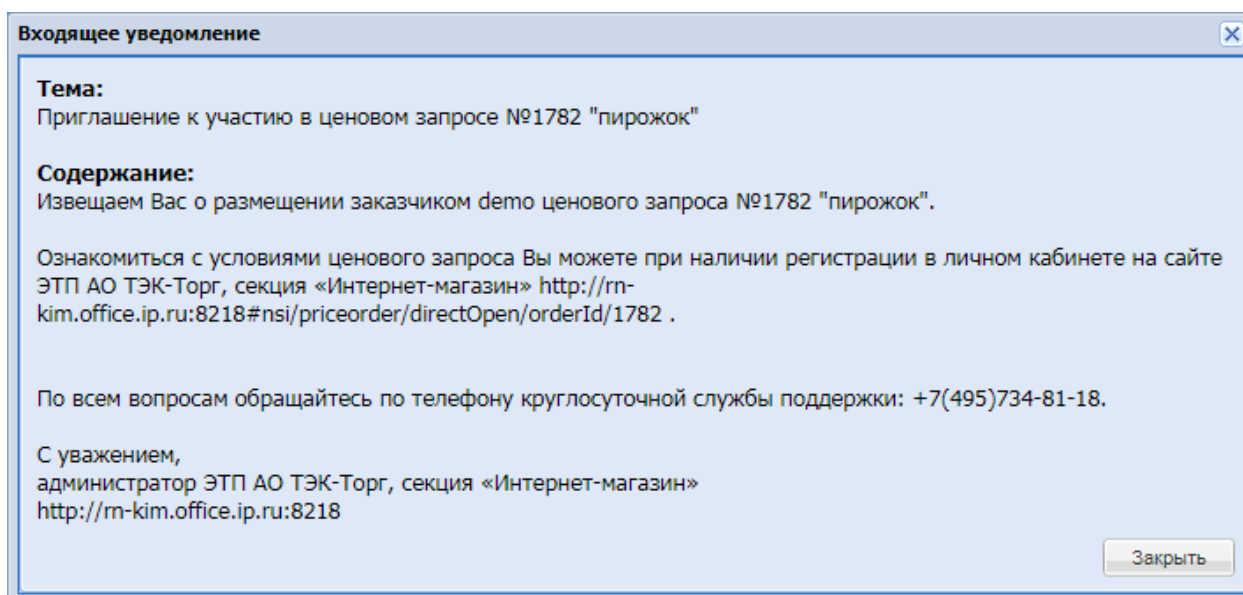 Входящее уведомление
Тема:
Приглашение к участию в ценовом запросе №1782 "пирожок"
Содержание:
Извещаем Вас о размещении заказчиком demo ценового запроса №1782 "пирожок".
Ознакомиться с условиями ценового запроса Вы можете при наличии регистрации в личном кабинете на сайте
ЭТП АО ТЭК-Торг, секция «Интернет-магазин» http://rn-
kim.office.ip.ru:8218#nsi/priceorder/directOpen/orderId/1782 .
По всем вопросам обращайтесь по телефону круглосуточной службы поддержки: +7(495)734-81-18.
С уважением,
администратор ЭТП АО ТЭК-Торг, секция «Интернет-магазин»
http://rn-kim.office.ip.ru:8218
Закрыть